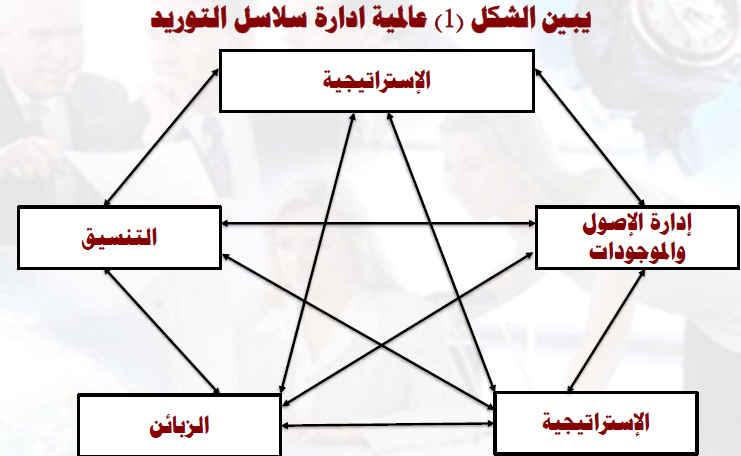 يبين الشكل (1) عالمية ادارة سلاسل التوريد
الإستراتيجية
إدارة الإصول
والموجودات
التنسيق
الإستراتيجية
الزبائن